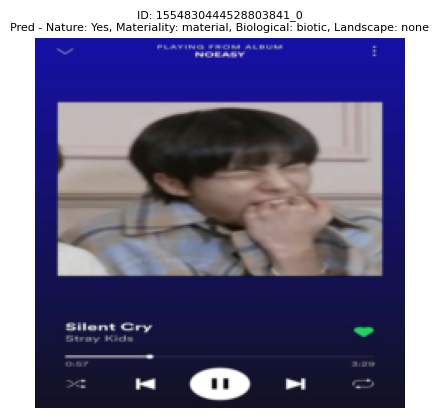 ID: 1554830444528803841_0
Pred - Nature: Yes, Materiality: material, Biological: biotic, Landscape: none
PLAYING FROM ALBUM
NOEASY
Silent Cry
Stray Kids
0:57 3:29